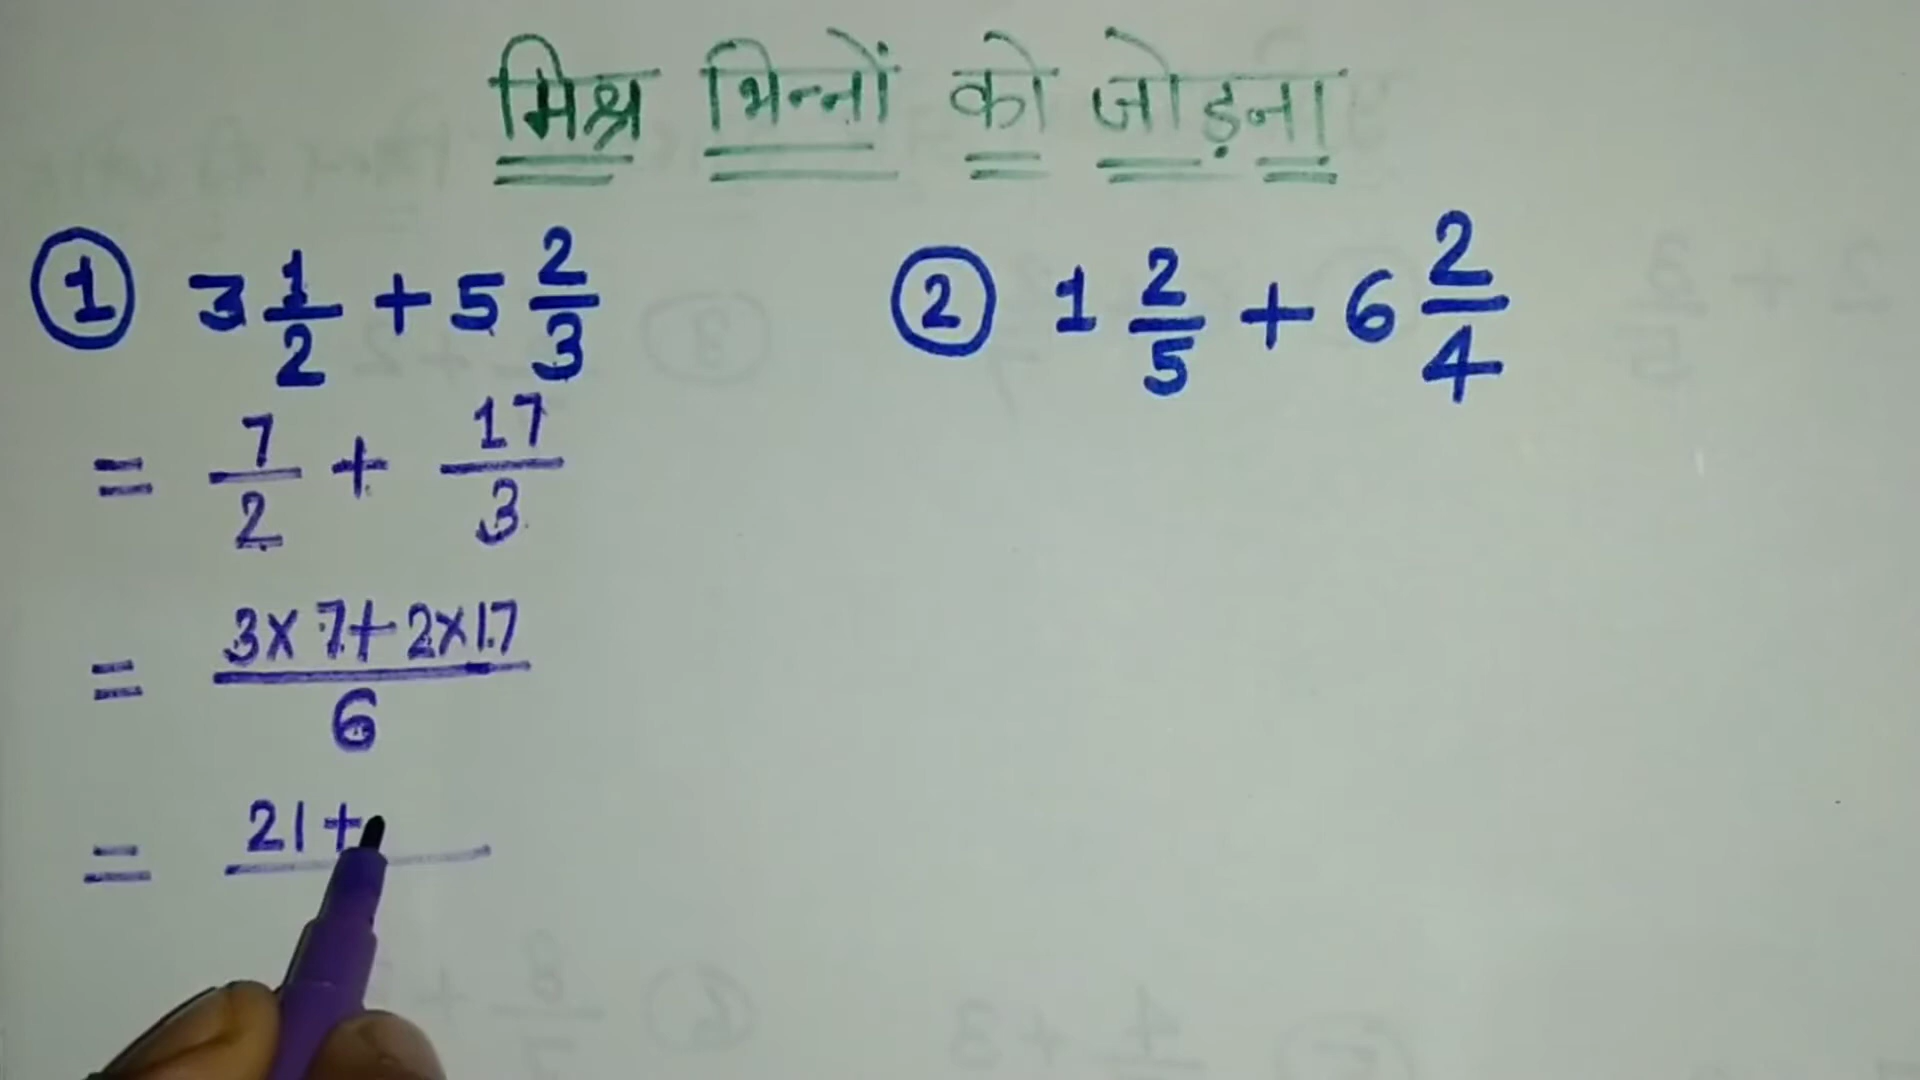 मिश्र भिन्नों को जोड़ना
① 3 1/2 + 5 2/3
= 7/2 + 17/3
= 3×7+2×17/6
= 21+
② 1 2/5 + 6 2/4